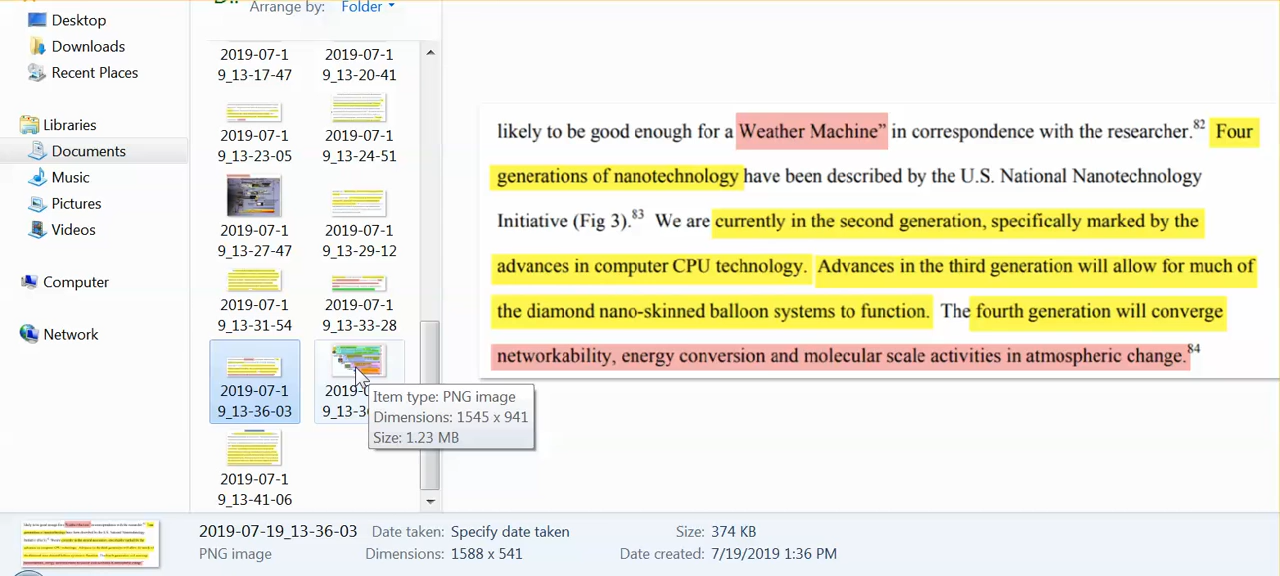 Arrange by: Folder
Desktop
Downloads
Recent Places
Libraries
Documents
Music
Pictures
Videos
Computer
Network
2019-07-1
9_13-17-47
2019-07-1
9_13-20-41
2019-07-1
9_13-23-05
2019-07-1
9_13-24-51
2019-07-1
9_13-27-47
2019-07-1
9_13-29-12
2019-07-1
9_13-31-54
2019-07-1
9_13-33-28
2019-07-1
9_13-36-03
2019-0
9_13-3
Item type: PNG image
Dimensions: 1545 x 941
Size: 1.23 MB
2019-07-1
9_13-41-06
likely to be good enough for a Weather Machine” in correspondence with the researcher.82 Four
generations of nanotechnology have been described by the U.S. National Nanotechnology
Initiative (Fig 3).83 We are currently in the second generation, specifically marked by the
advances in computer CPU technology. Advances in the third generation will allow for much of
the diamond nano-skinned balloon systems to function. The fourth generation will converge
networkability, energy conversion and molecular scale activities in atmospheric change.84
2019-07-19_13-36-03 Date taken: Specify date taken Size: 374 KB
PNG image Dimensions: 1588 x 541 Date created: 7/19/2019 1:36 PM